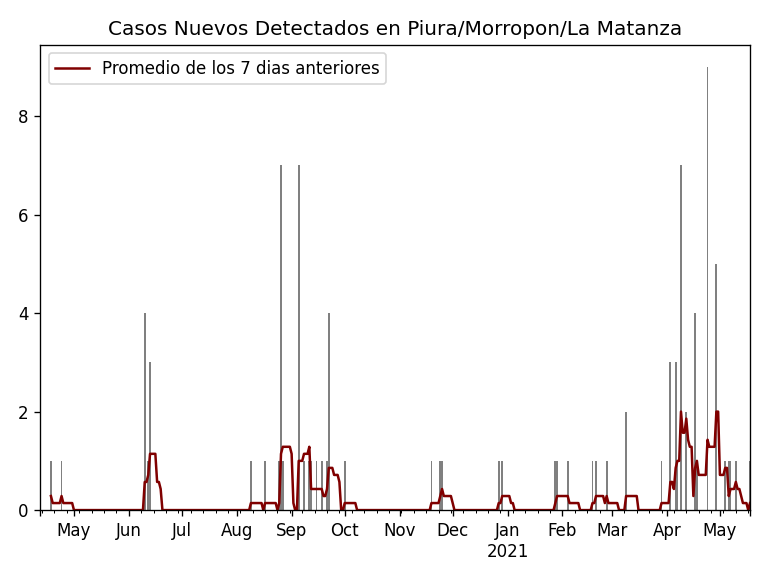 Casos Nuevos Detectados en Piura/Morropon/La Matanza
Promedio de los 7 dias anteriores
8
6
4
2
0
May Jun Jul Aug Sep Oct Nov Dec Jan Feb Mar Apr May
2021